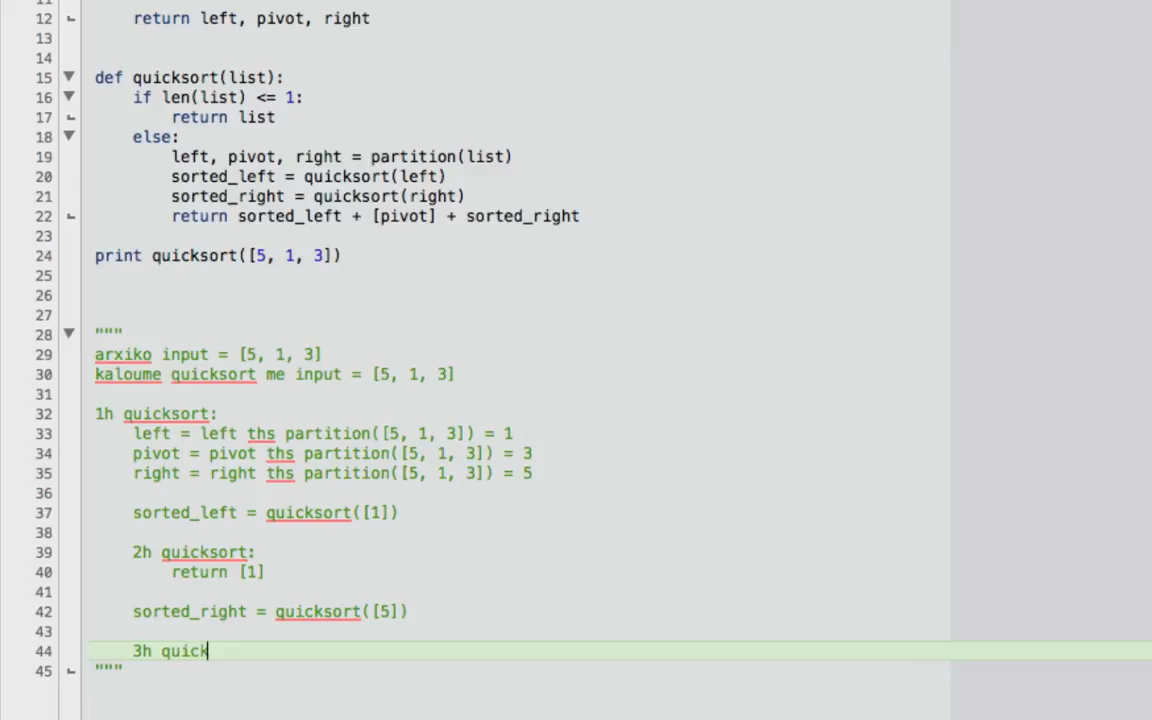 11
12 return left, pivot, right
13
14
15 def quicksort(list):
16 if len(list) <= 1:
17 return list
18 else:
19 left, pivot, right = partition(list)
20 sorted_left = quicksort(left)
21 sorted_right = quicksort(right)
22 return sorted_left + [pivot] + sorted_right
23
24 print quicksort([5, 1, 3])
25
26
27
28 """
29 arxiko input = [5, 1, 3]
30 kaloume quicksort me input = [5, 1, 3]
31
32 1h quicksort:
33 left = left ths partition([5, 1, 3]) = 1
34 pivot = pivot ths partition([5, 1, 3]) = 3
35 right = right ths partition([5, 1, 3]) = 5
36
37 sorted_left = quicksort([1])
38
39 2h quicksort:
40 return [1]
41
42 sorted_right = quicksort([5])
43
44 3h quick
45 """